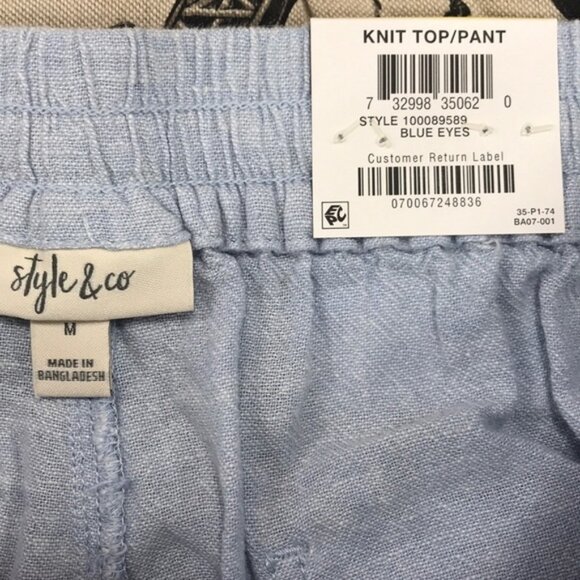 KNIT TOP/PANT
7 32998 35062 0
STYLE 100089589
BLUE EYES
Customer Return Label
070067248836
EPC
35-P1-74
BA07-001
style & co
M
MADE IN
BANGLADESH